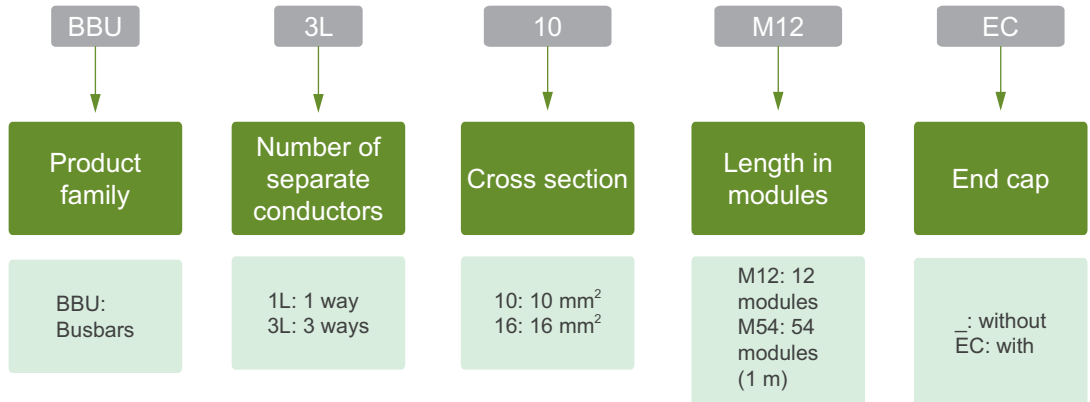 BBU
3L
10
M12
EC
Product
family
Number of
separate
conductors
Cross section
Length in
modules
End cap
BBU:
Busbars
1L: 1 way
3L: 3 ways
10: 10 mm²
16: 16 mm²
M12: 12
modules
M54: 54
modules
(1 m)
_: without
EC: with